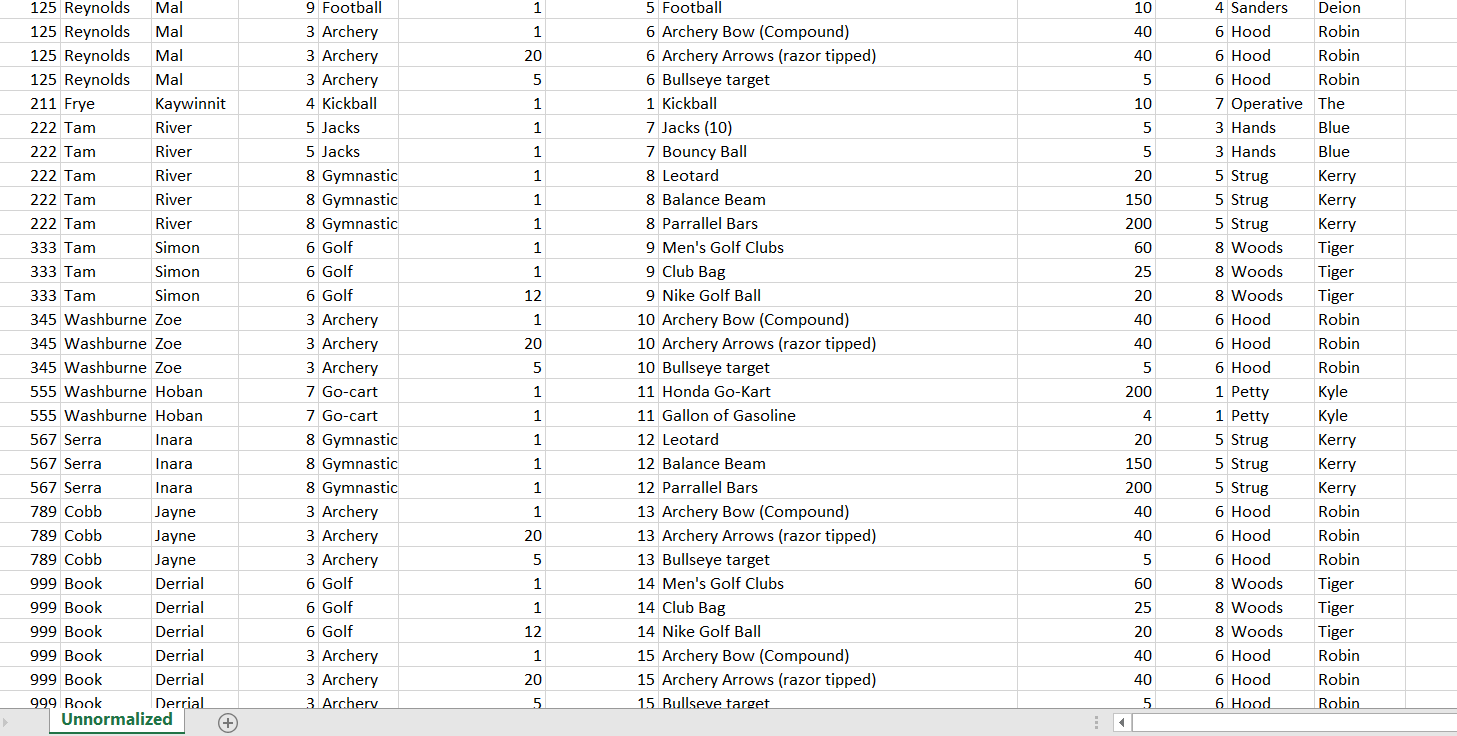 125 Reynolds Mal 9 Football 1 5 Football 10 4 Sanders Deion
125 Reynolds Mal 3 Archery 1 6 Archery Bow (Compound) 40 6 Hood Robin
125 Reynolds Mal 3 Archery 20 6 Archery Arrows (razor tipped) 40 6 Hood Robin
125 Reynolds Mal 3 Archery 5 6 Bullseye target 5 6 Hood Robin
211 Frye Kaywinnit 4 Kickball 1 1 Kickball 10 7 Operative The
222 Tam River 5 Jacks 1 7 Jacks (10) 5 3 Hands Blue
222 Tam River 5 Jacks 1 7 Bouncy Ball 5 3 Hands Blue
222 Tam River 8 Gymnastic 1 8 Leotard 20 5 Strug Kerry
222 Tam River 8 Gymnastic 1 8 Balance Beam 150 5 Strug Kerry
222 Tam River 8 Gymnastic 1 8 Parrallel Bars 200 5 Strug Kerry
333 Tam Simon 6 Golf 1 9 Men's Golf Clubs 60 8 Woods Tiger
333 Tam Simon 6 Golf 1 9 Club Bag 25 8 Woods Tiger
333 Tam Simon 6 Golf 12 9 Nike Golf Ball 20 8 Woods Tiger
345 Washburne Zoe 3 Archery 1 10 Archery Bow (Compound) 40 6 Hood Robin
345 Washburne Zoe 3 Archery 20 10 Archery Arrows (razor tipped) 40 6 Hood Robin
345 Washburne Zoe 3 Archery 5 10 Bullseye target 5 6 Hood Robin
555 Washburne Hoban 7 Go-cart 1 11 Honda Go-Kart 200 1 Petty Kyle
555 Washburne Hoban 7 Go-cart 1 11 Gallon of Gasoline 4 1 Petty Kyle
567 Serra Inara 8 Gymnastic 1 12 Leotard 20 5 Strug Kerry
567 Serra Inara 8 Gymnastic 1 12 Balance Beam 150 5 Strug Kerry
567 Serra Inara 8 Gymnastic 1 12 Parrallel Bars 200 5 Strug Kerry
789 Cobb Jayne 3 Archery 1 13 Archery Bow (Compound) 40 6 Hood Robin
789 Cobb Jayne 3 Archery 20 13 Archery Arrows (razor tipped) 40 6 Hood Robin
789 Cobb Jayne 3 Archery 5 13 Bullseye target 5 6 Hood Robin
999 Book Derrial 6 Golf 1 14 Men's Golf Clubs 60 8 Woods Tiger
999 Book Derrial 6 Golf 1 14 Club Bag 25 8 Woods Tiger
999 Book Derrial 6 Golf 12 14 Nike Golf Ball 20 8 Woods Tiger
999 Book Derrial 3 Archery 1 15 Archery Bow (Compound) 40 6 Hood Robin
999 Book Derrial 3 Archery 20 15 Archery Arrows (razor tipped) 40 6 Hood Robin
999 Book Derrial 3 Archery 5 15 Bullseye target 5 6 Hood Robin
Unnormalized